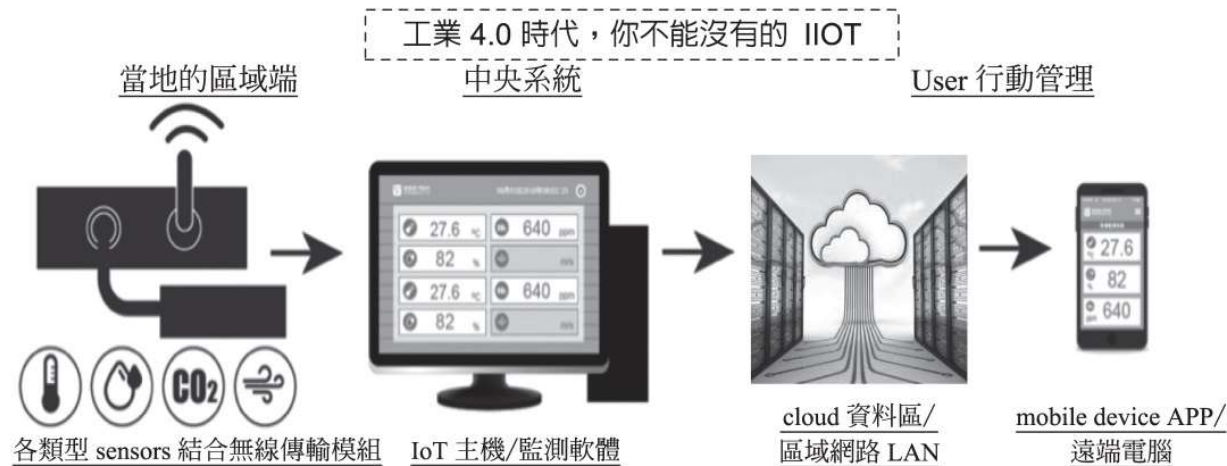 工業 4.0 時代，你不能沒有的 IIOT
當地的區域端
中央系統
User 行動管理
27.6 ℃
640 ppm
82 %
m/s
27.6 ℃
640 ppm
82 %
m/s
27.6
℃
82
%
640
ppm
CO2
各類型 sensors 結合無線傳輸模組
IoT 主機/監測軟體
cloud 資料區/
區域網路 LAN
mobile device APP/
遠端電腦